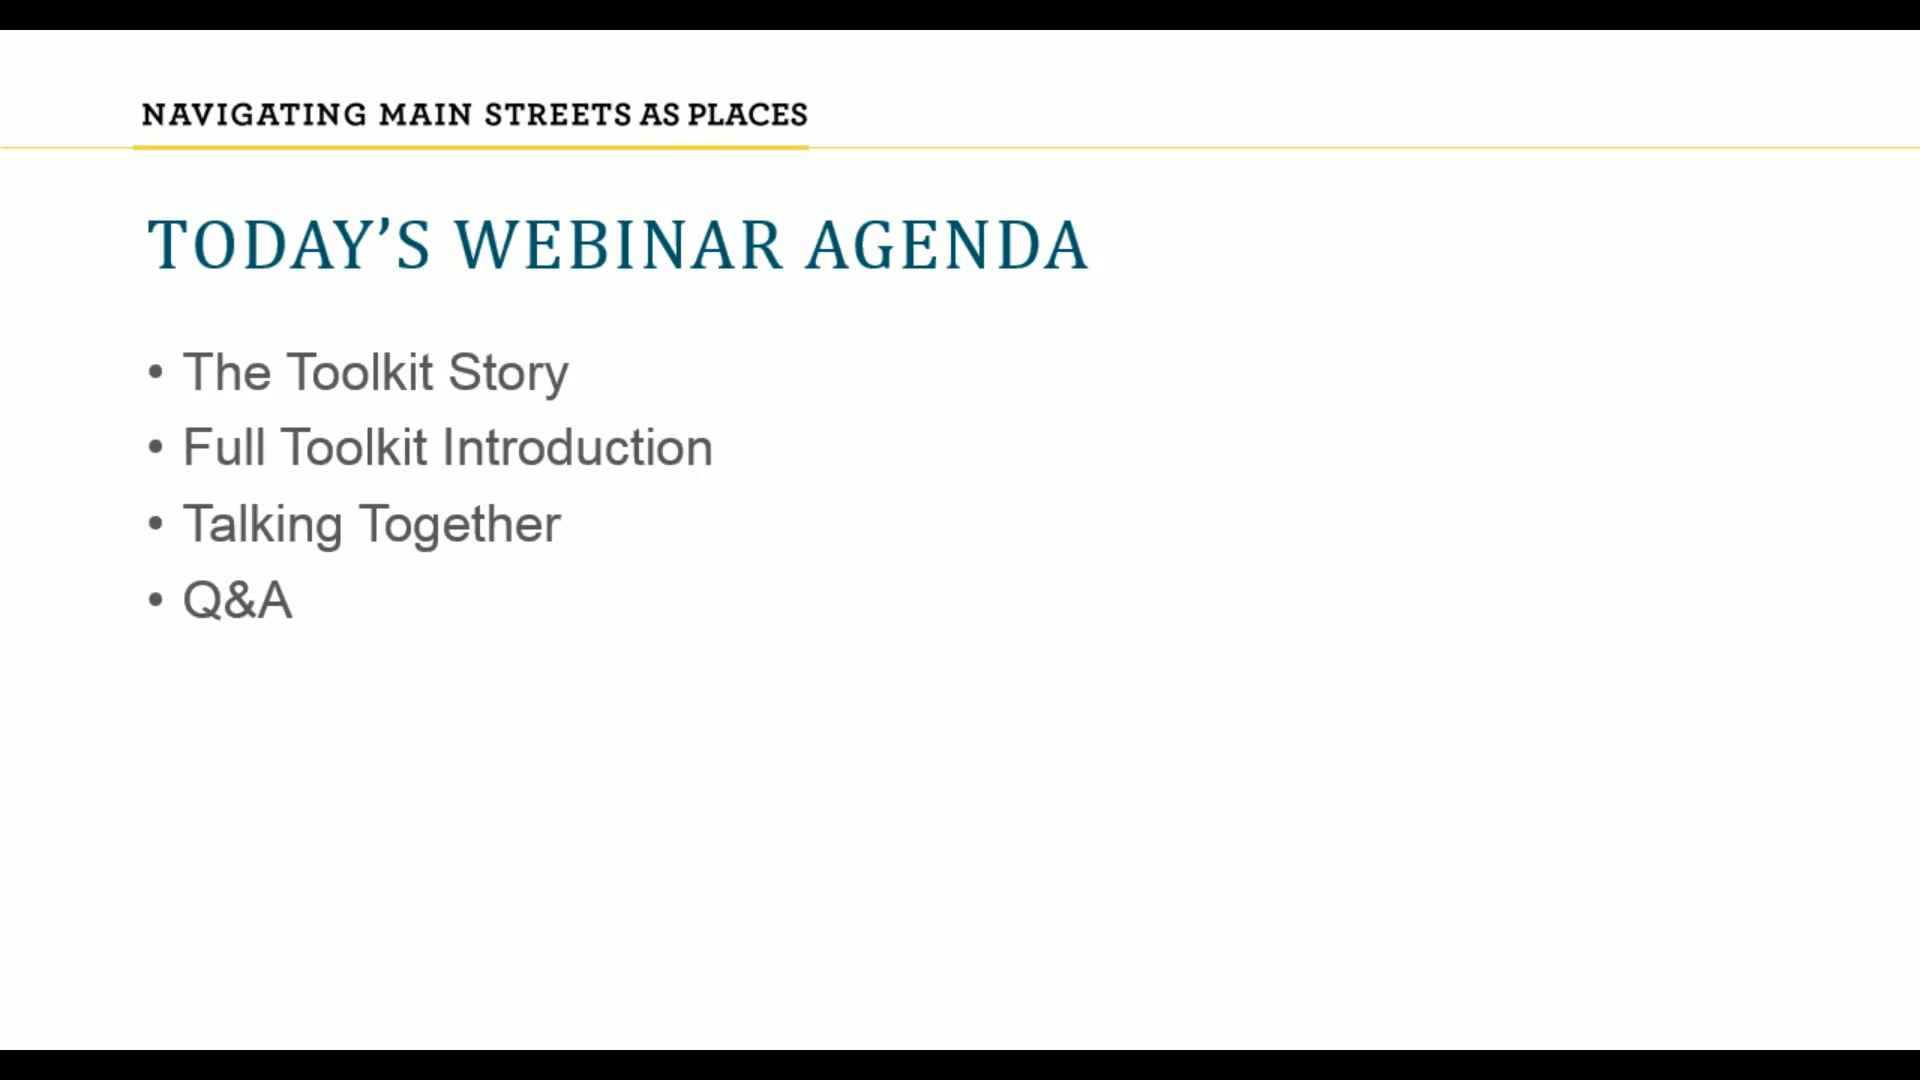 NAVIGATING MAIN STREETS AS PLACES
TODAY’S WEBINAR AGENDA
• The Toolkit Story
• Full Toolkit Introduction
• Talking Together
• Q&A